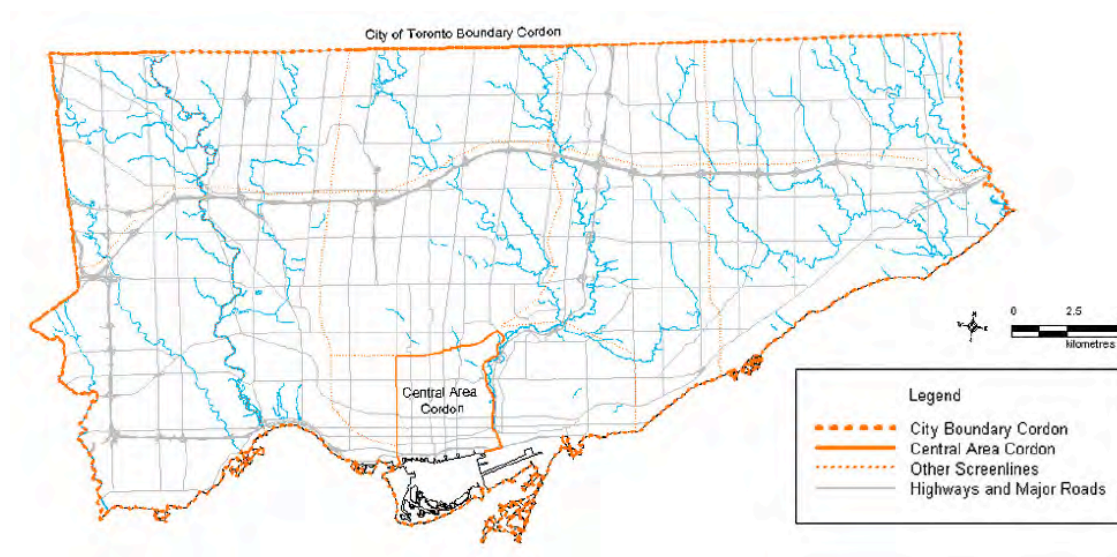 City of Toronto Boundary Cordon
Central Area
Cordon
N
W E
S
0 2.5
kilometres
Legend
City Boundary Cordon
Central Area Cordon
Other Screenlines
Highways and Major Roads